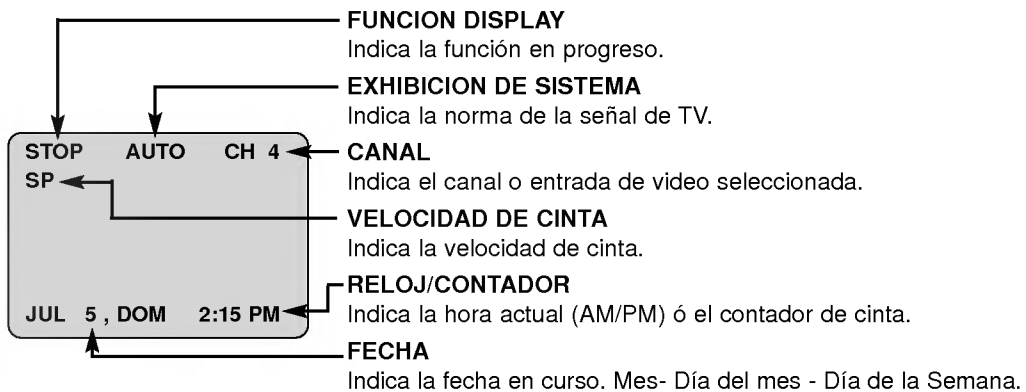 FUNCION DISPLAY
Indica la función en progreso.
EXHIBICION DE SISTEMA
Indica la norma de la señal de TV.
STOP AUTO CH 4
CANAL
SP
Indica el canal o entrada de video seleccionada.
VELOCIDAD DE CINTA
Indica la velocidad de cinta.
RELOJ/CONTADOR
JUL 5 , DOM 2:15 PM
Indica la hora actual (AM/PM) ó el contador de cinta.
FECHA
Indica la fecha en curso. Mes- Día del mes - Día de la Semana.